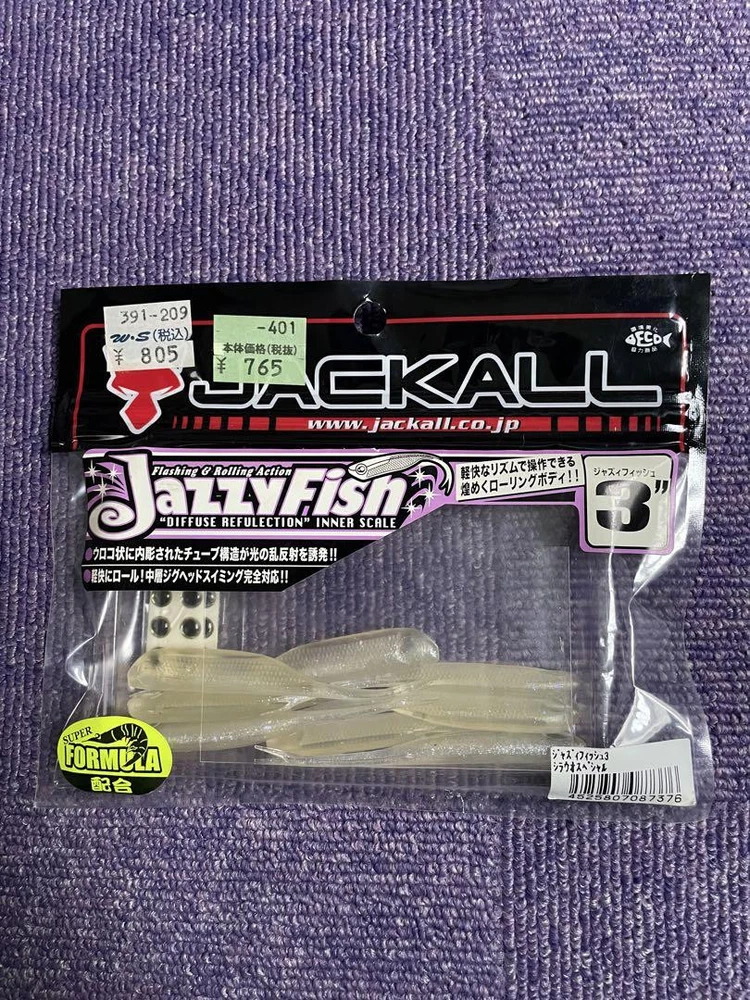 391-209
W・S(税込)
¥ 805
-401
本体価格(税抜)
¥ 765
ECO
JACKALL
www.jackall.co.jp
Flashing & Rolling Action
JazzyFish
"DIFFUSE REFULECTION" INNER SCALE
軽快なリズムで操作できる
煌めくローリングボディ!!
ジャズィフィッシュ
3"
●ウロコ状に内彫されたチューブ構造が光の乱反射を誘発!!
●軽快にロール!中層ジグヘッドスイミング完全対応!!
SUPER
FORMULA
配合
ジャズィフィッシュ3
シラウオスペシャル
4525807087376